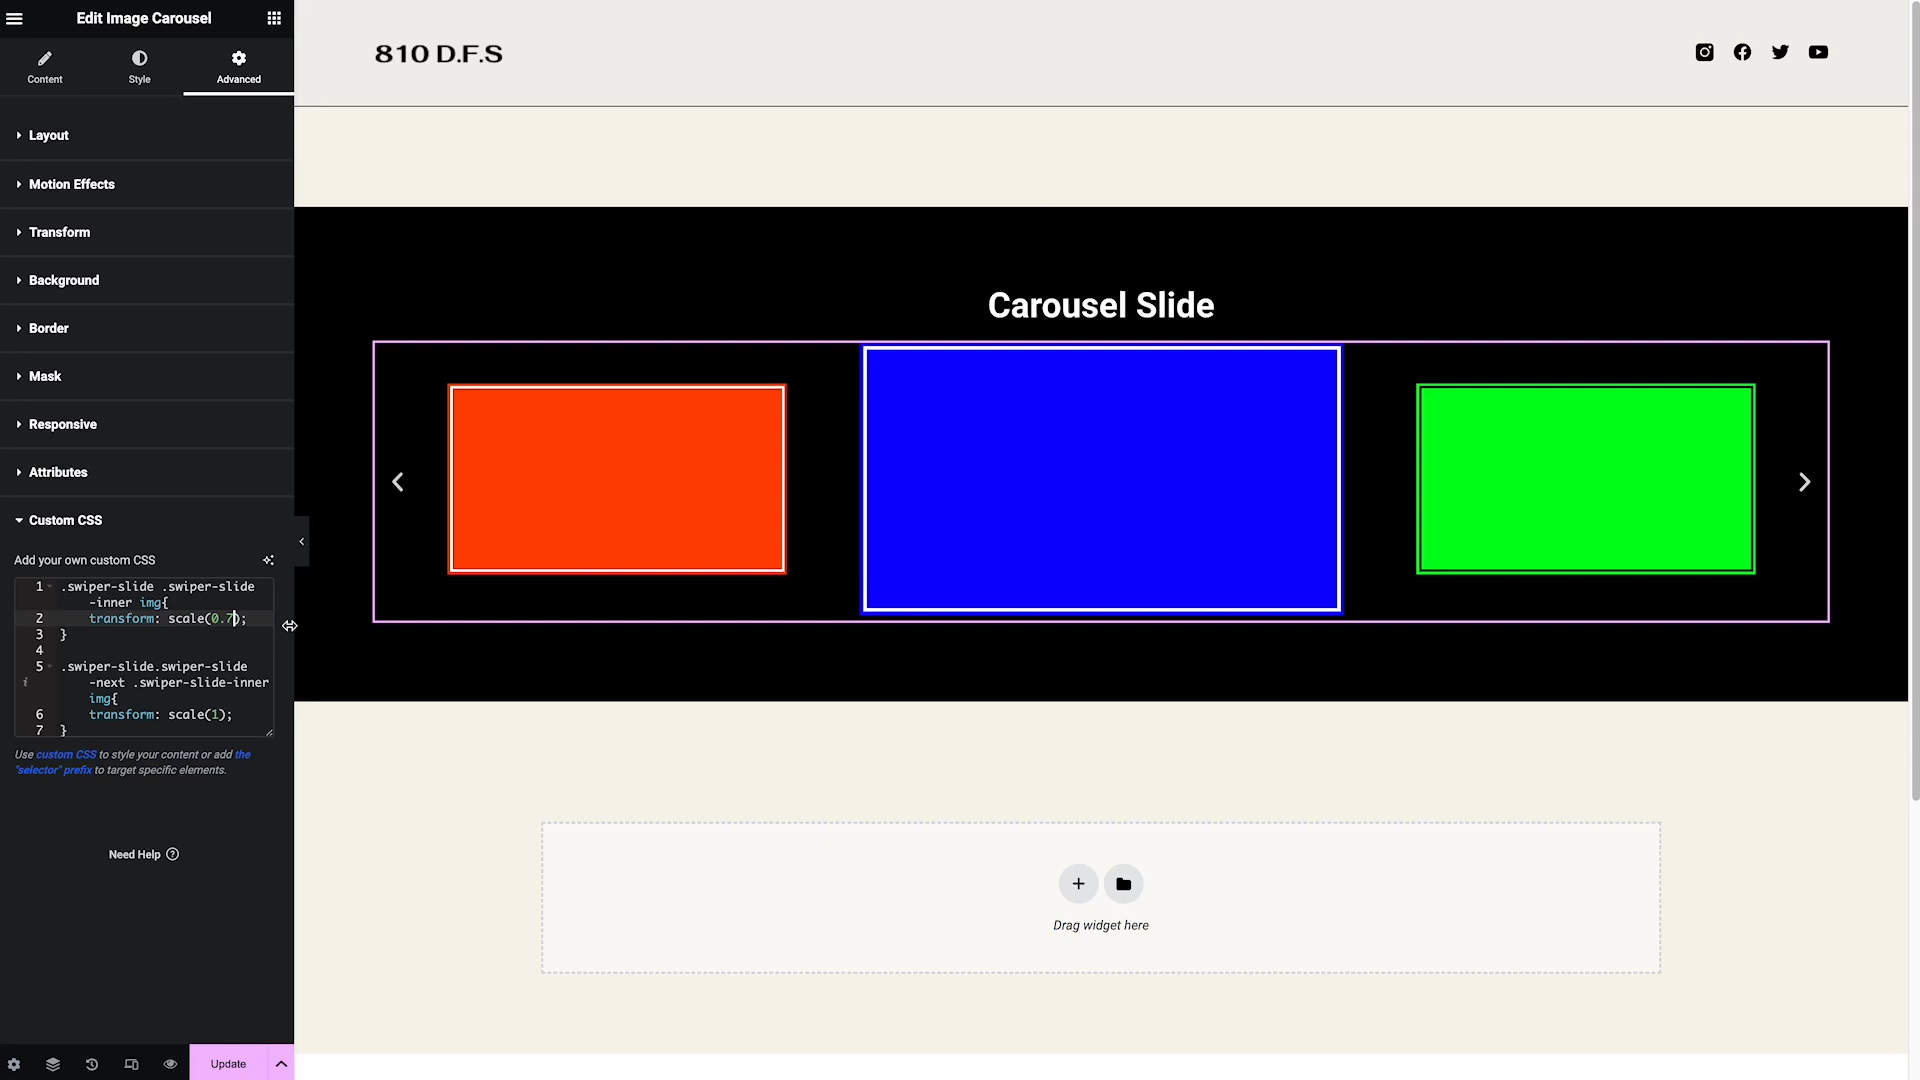 Edit Image Carousel
Content
Style
Advanced
Layout
Motion Effects
Transform
Background
Border
Mask
Responsive
Attributes
Custom CSS
Add your own custom CSS
1 .swiper-slide .swiper-slide
-inner img{
2 transform: scale(0.7);
3 }
4
5 .swiper-slide.swiper-slide
i -next .swiper-slide-inner
img{
6 transform: scale(1);
7 }
Use custom CSS to style your content or add the
"selector" prefix to target specific elements.
Need Help ?
Update
810 D.F.S
Carousel Slide
Drag widget here